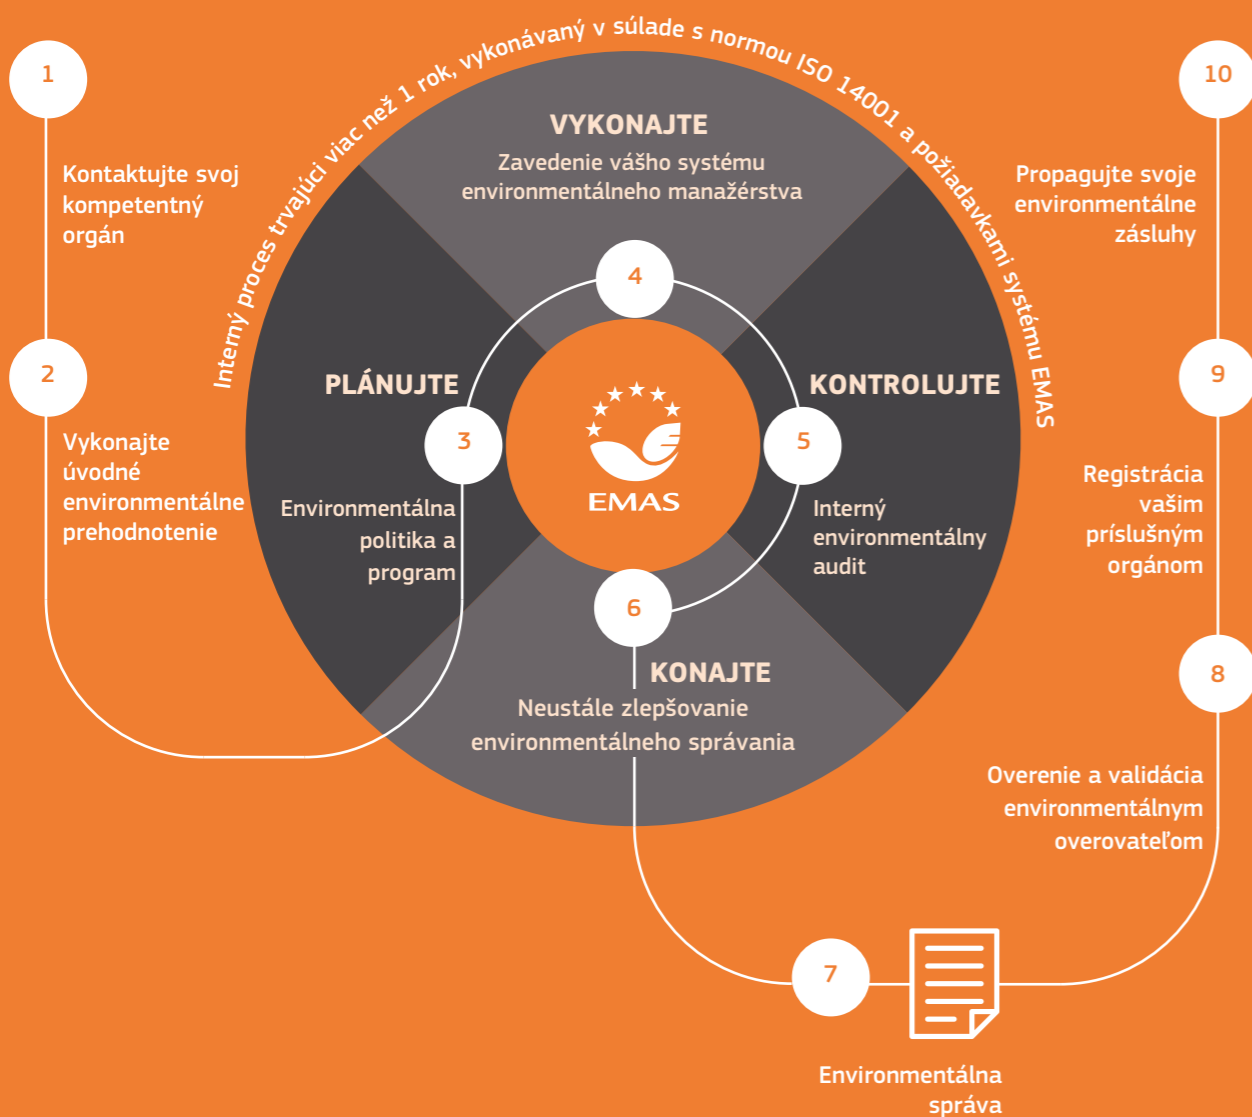 Interný proces trvajúci viac než 1 rok, vykonávaný v súlade s normou ISO 14001 a požiadavkami systému EMAS
1
Kontaktujte svoj
kompetentný
orgán
2
Vykonajte
úvodné
environmentálne
prehodnotenie
PLÁNUJTE
3
Environmentálna
politika a
program
VYKONAJTE
Zavedenie vášho systému
environmentálneho manažérstva
4
EMAS
KONTROLUJTE
5
Interný
environmentálny
audit
6
KONAJTE
Neustále zlepšovanie
environmentálneho správania
7
Environmentálna
správa
8
Overenie a validácia
environmentálnym
overovateľom
9
Registrácia
vašim
príslušným
orgánom
10
Propagujte svoje
environmentálne
zásluhy